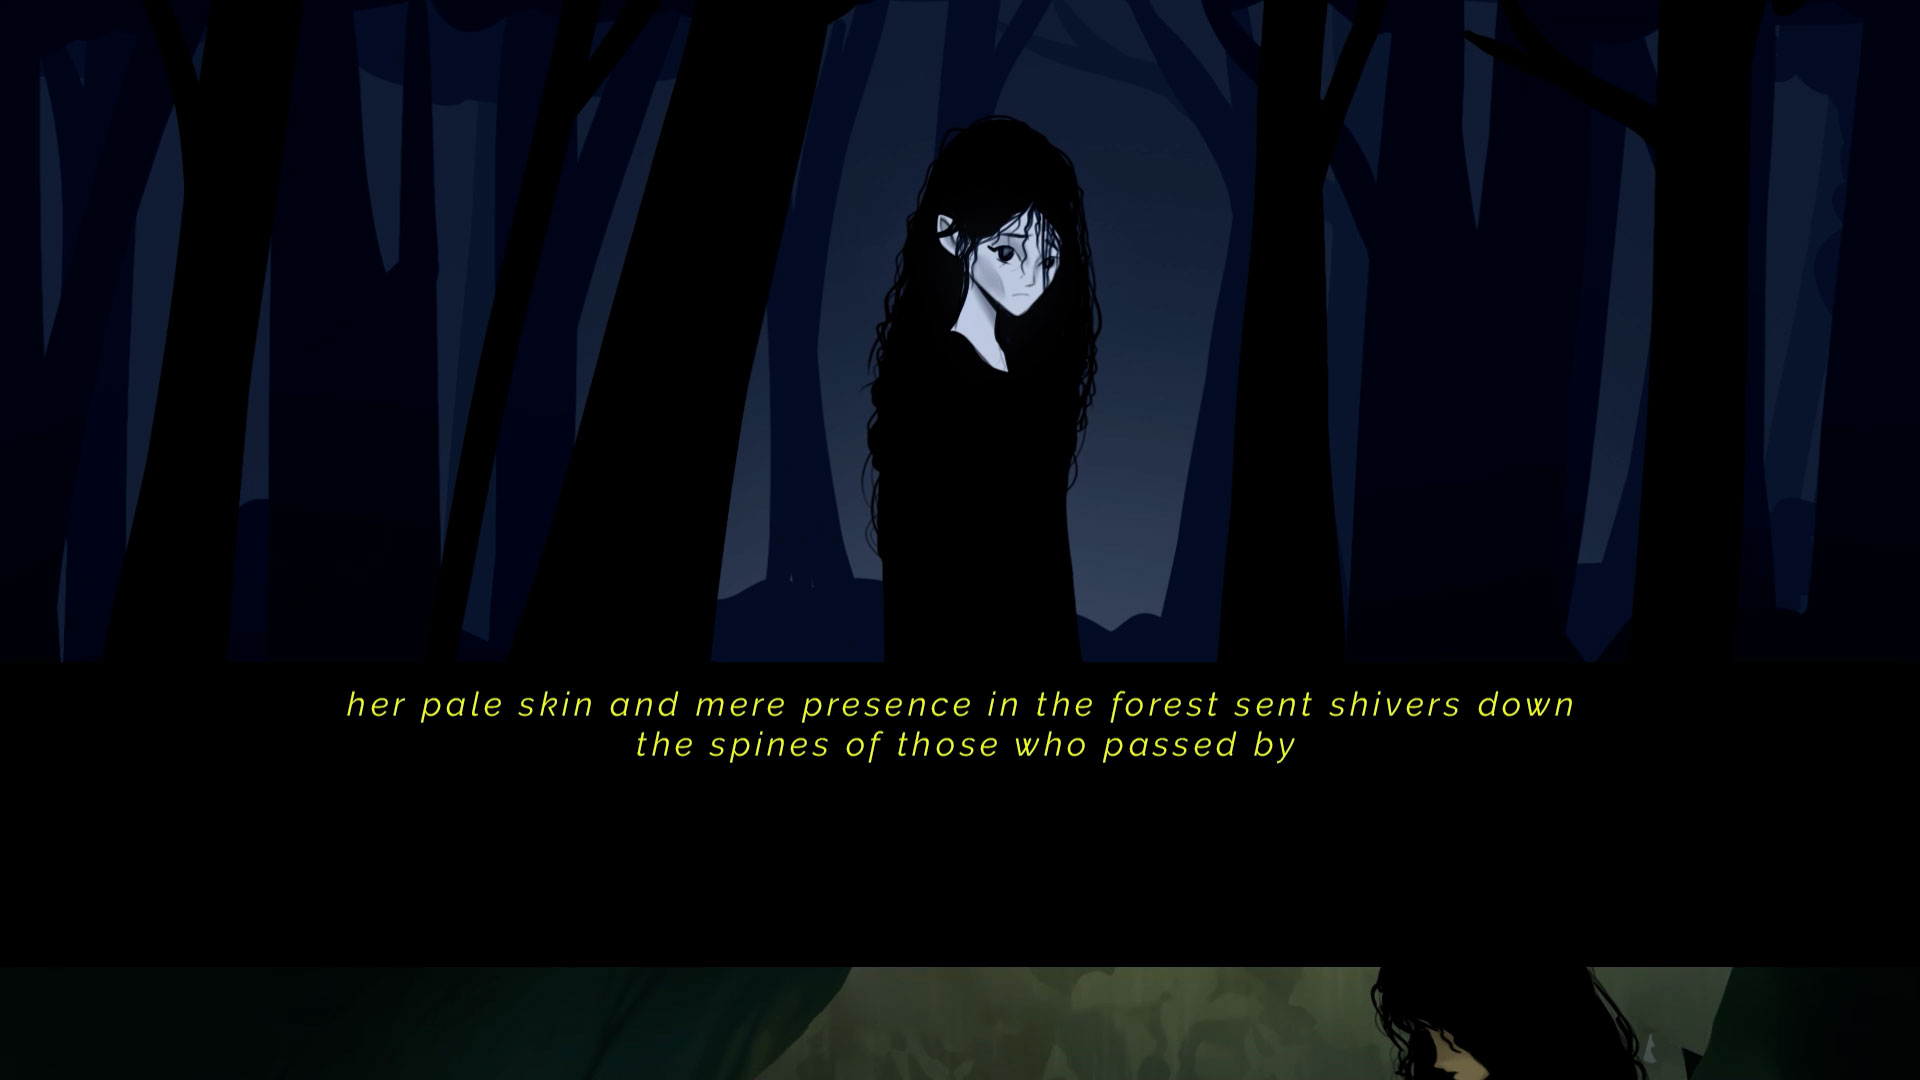 her pale skin and mere presence in the forest sent shivers down
the spines of those who passed by